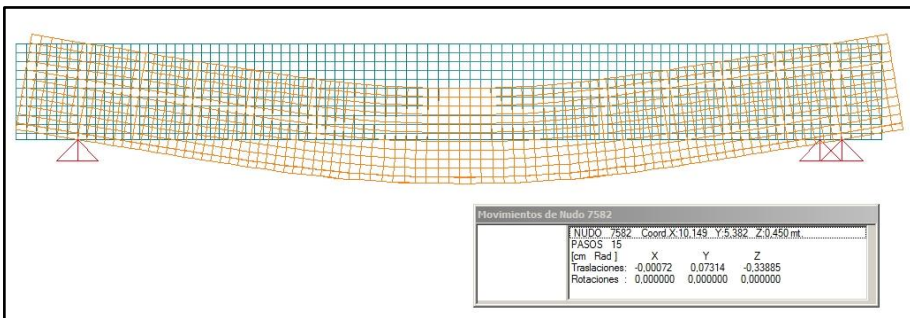 Movimientos de Nudo 7582
NUDO 7582 Coord.X:10,149 Y:5,382 Z:0,450 mt.
PASOS 15
[cm Rad ] X Y Z
Traslaciones: -0,00072 0,07314 -0,33885
Rotaciones : 0,000000 0,000000 0,000000